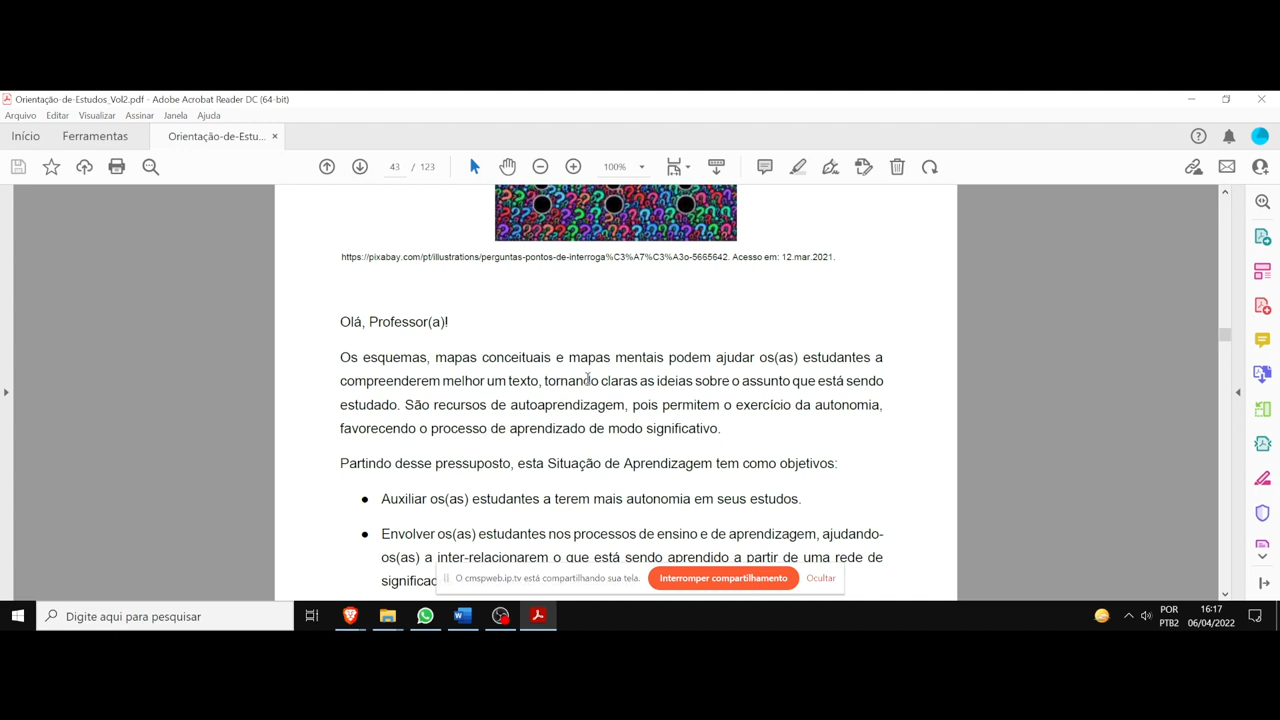 Orientação-de-Estudos_Vol2.pdf - Adobe Acrobat Reader DC (64-bit)
Arquivo Editar Visualizar Assinar Janela Ajuda
Início Ferramentas Orientação-de-Estu... ×
43 / 123 100%
https://pixabay.com/pt/illustrations/perguntas-pontos-de-interroga%C3%A7%C3%A3o-5665642. Acesso em: 12.mar.2021.
Olá, Professor(a)!
Os esquemas, mapas conceituais e mapas mentais podem ajudar os(as) estudantes a
compreenderem melhor um texto, tornando claras as ideias sobre o assunto que está sendo
estudado. São recursos de autoaprendizagem, pois permitem o exercício da autonomia,
favorecendo o processo de aprendizado de modo significativo.
Partindo desse pressuposto, esta Situação de Aprendizagem tem como objetivos:
● Auxiliar os(as) estudantes a terem mais autonomia em seus estudos.
● Envolver os(as) estudantes nos processos de ensino e de aprendizagem, ajudando-
os(as) a inter-relacionarem o que está sendo aprendido a partir de uma rede de
significad
O cmspweb.ip.tv está compartilhando sua tela. Interromper compartilhamento Ocultar
Digite aqui para pesquisar
POR 16:17
PTB2 06/04/2022